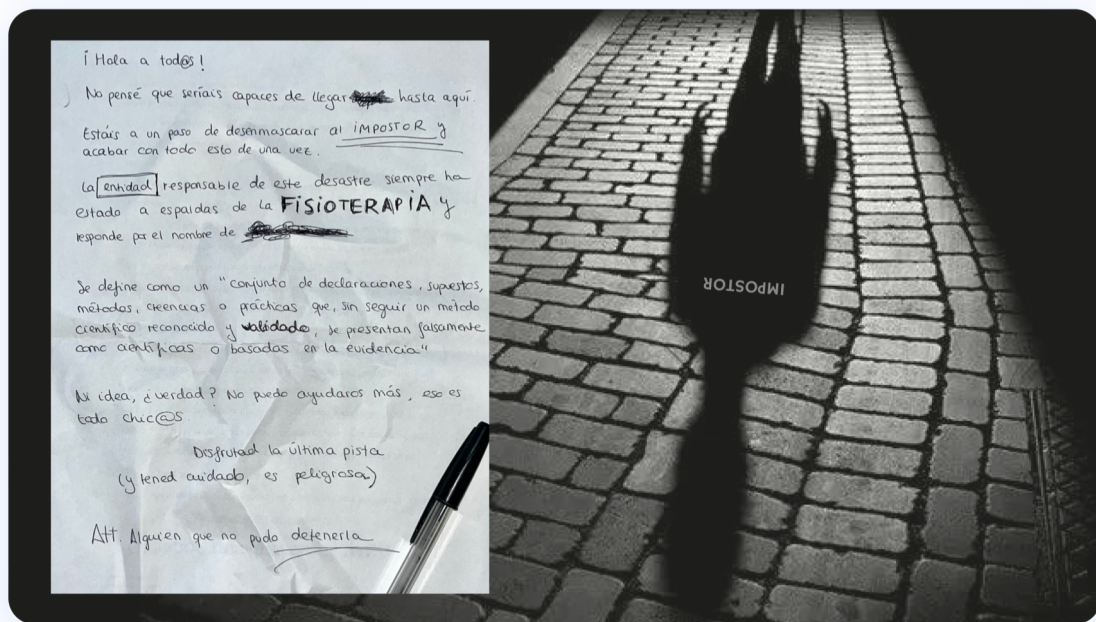 ¡Hola a tod@s!
No pensé que seríais capaces de llegar hasta aquí.
Estáis a un paso de desenmascarar al IMPOSTOR y
acabar con todo esto de una vez.
La entidad responsable de este desastre siempre ha
estado a espaldas de la FISIOTERAPIA y
responde por el nombre de
Se define como un "conjunto de declaraciones, supuestos,
métodos, creencias o prácticas que, sin seguir un método
científico reconocido y validado, se presentan falsamente
como científicas o basadas en la evidencia"
Ni idea, ¿verdad? No puedo ayudaros más, eso es
todo chic@s
Disfrutad la última pista
(y tened cuidado, es peligrosa)
Att. Alguien que no pudo detenerla
IMPOSTOR